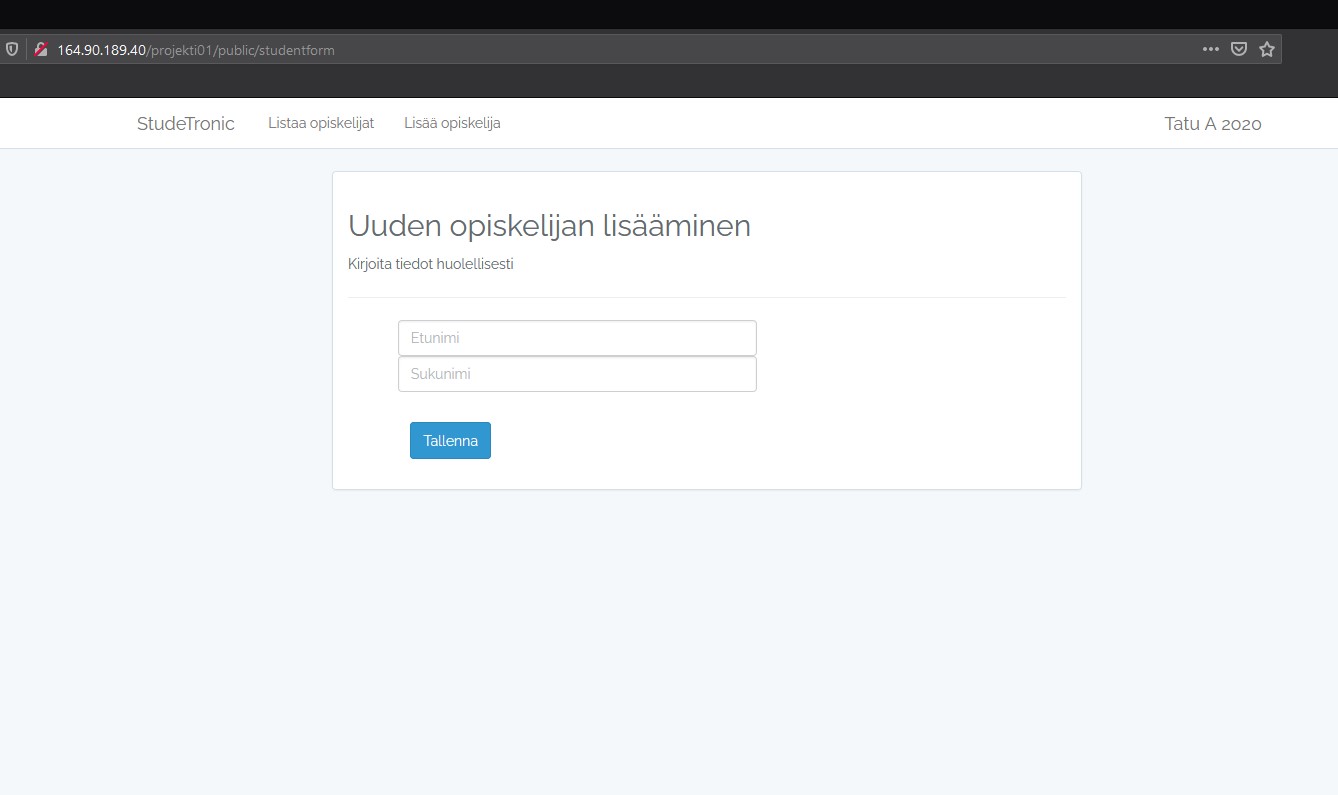 164.90.189.40/projekti01/public/studentform
StudeTronic Listaa opiskelijat Lisää opiskelija Tatu A 2020
Uuden opiskelijan lisääminen
Kirjoita tiedot huolellisesti
Etunimi
Sukunimi
Tallenna